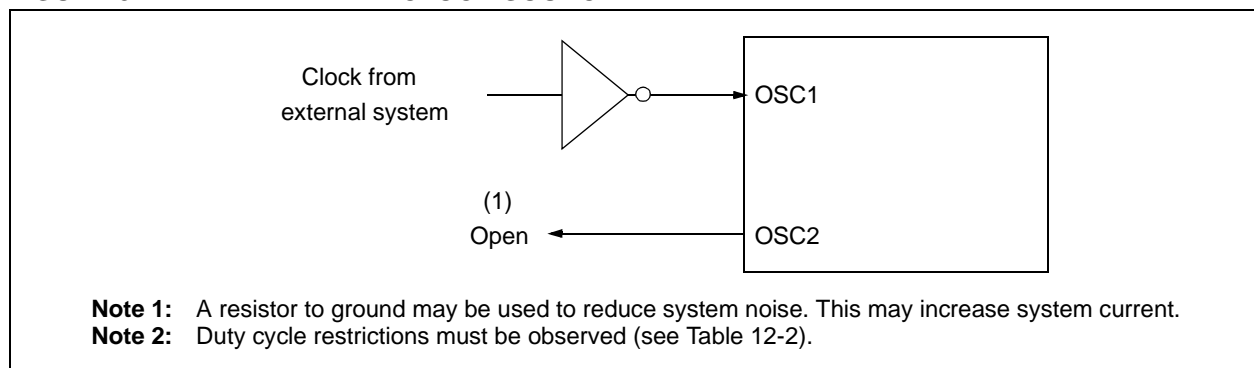 Clock from
external system
OSC1
(1)
Open
OSC2
Note 1: A resistor to ground may be used to reduce system noise. This may increase system current.
Note 2: Duty cycle restrictions must be observed (see Table 12-2).